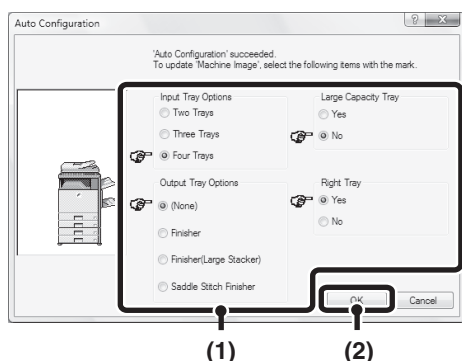 Auto Configuration
'Auto Configuration' succeeded.
To update 'Machine Image', select the following items with the mark.
Input Tray Options
Two Trays
Three Trays
Four Trays
Large Capacity Tray
Yes
No
Output Tray Options
(None)
Finisher
Finisher(Large Stacker)
Saddle Stitch Finisher
Right Tray
Yes
No
OK
Cancel
(1)
(2)